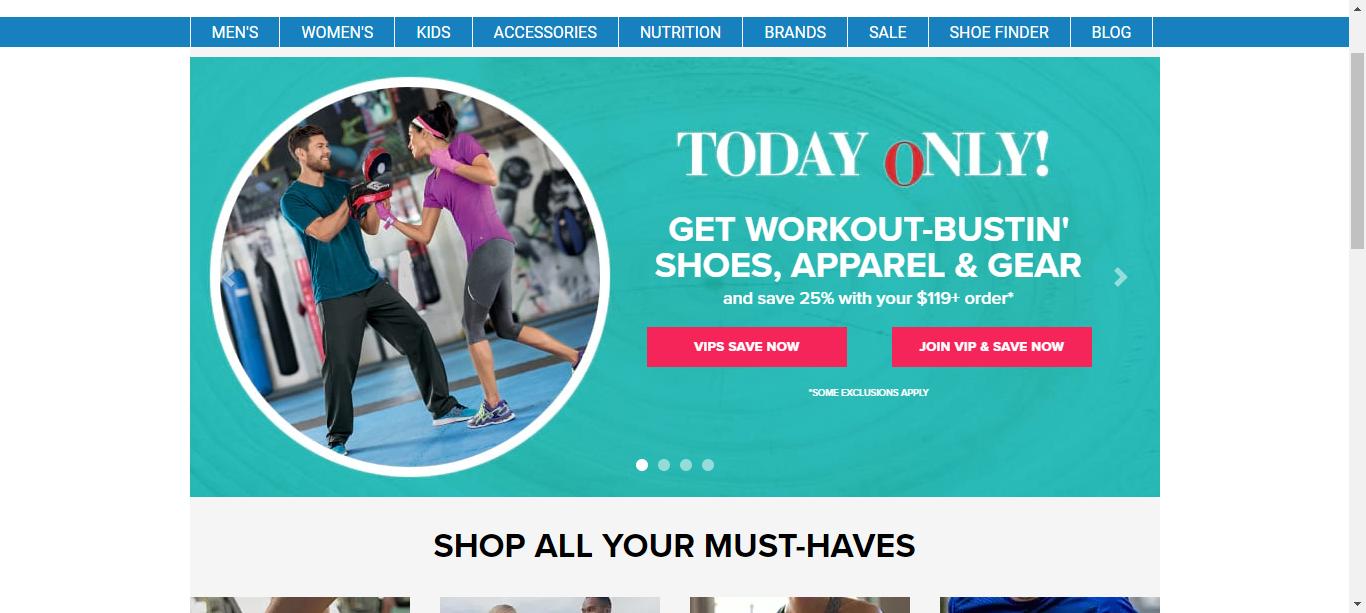 MEN'S
WOMEN'S
KIDS
ACCESSORIES
NUTRITION
BRANDS
SALE
SHOE FINDER
BLOG
TODAY ONLY!
GET WORKOUT-BUSTIN'
SHOES, APPAREL & GEAR
and save 25% with your $119+ order*
VIPS SAVE NOW
JOIN VIP & SAVE NOW
*SOME EXCLUSIONS APPLY
SHOP ALL YOUR MUST-HAVES